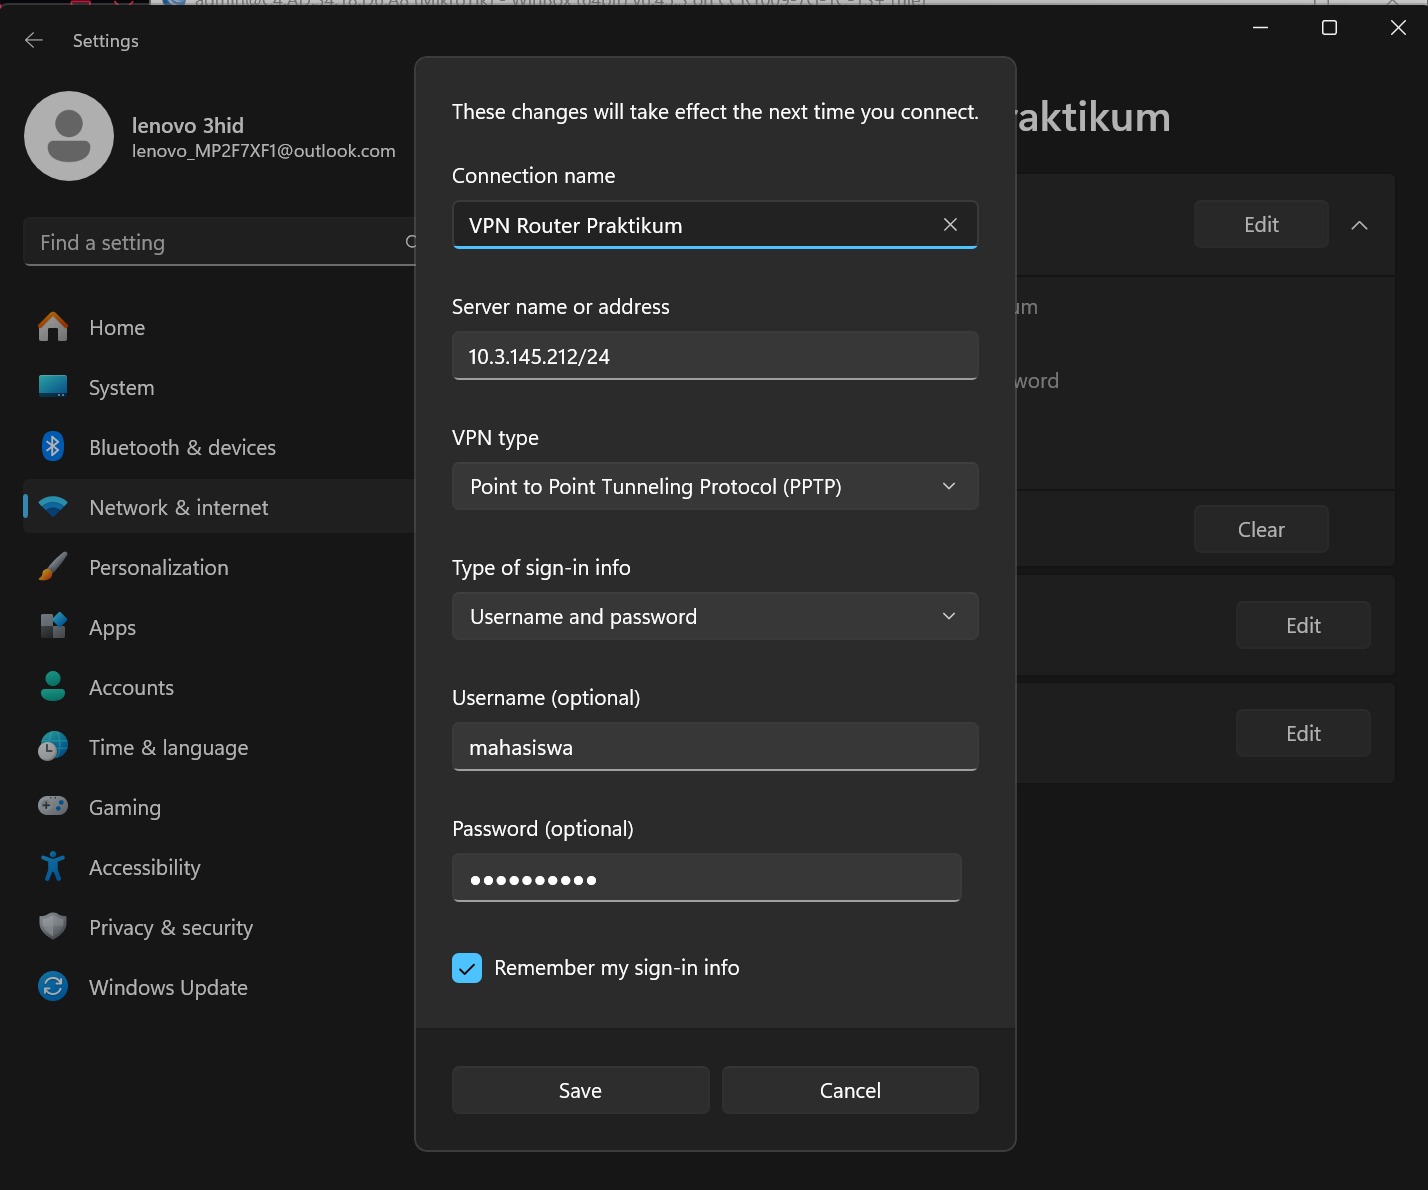 Settings
lenovo 3hid
lenovo_MP2F7XF1@outlook.com
Find a setting
Home
System
Bluetooth & devices
Network & internet
Personalization
Apps
Accounts
Time & language
Gaming
Accessibility
Privacy & security
Windows Update
These changes will take effect the next time you connect.
Connection name
VPN Router Praktikum
Server name or address
10.3.145.212/24
VPN type
Point to Point Tunneling Protocol (PPTP)
Type of sign-in info
Username and password
Username (optional)
mahasiswa
Password (optional)
••••••••••
Remember my sign-in info
Save
Cancel
raktikum
Edit
um
word
Clear
Edit
Edit